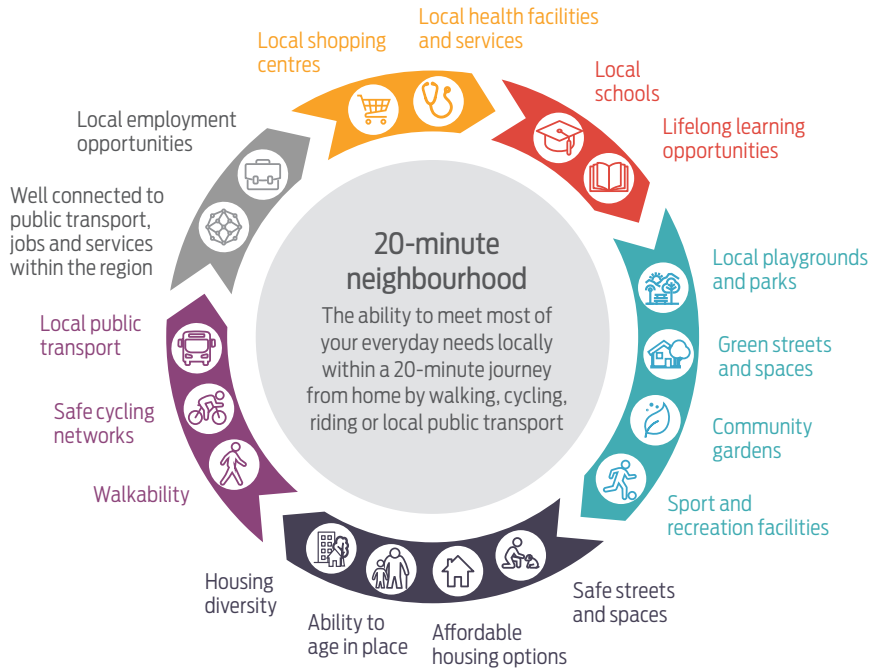 Local health facilities
and services
Local shopping
centres
Local
schools
Lifelong learning
opportunities
Local playgrounds
and parks
Green streets
and spaces
Community
gardens
Sport and
recreation facilities
Safe streets
and spaces
Affordable
housing options
Ability to
age in place
Housing
diversity
Walkability
Safe cycling
networks
Local public
transport
Well connected to
public transport,
jobs and services
within the region
Local employment
opportunities
20-minute
neighbourhood
The ability to meet most of
your everyday needs locally
within a 20-minute journey
from home by walking, cycling,
riding or local public transport